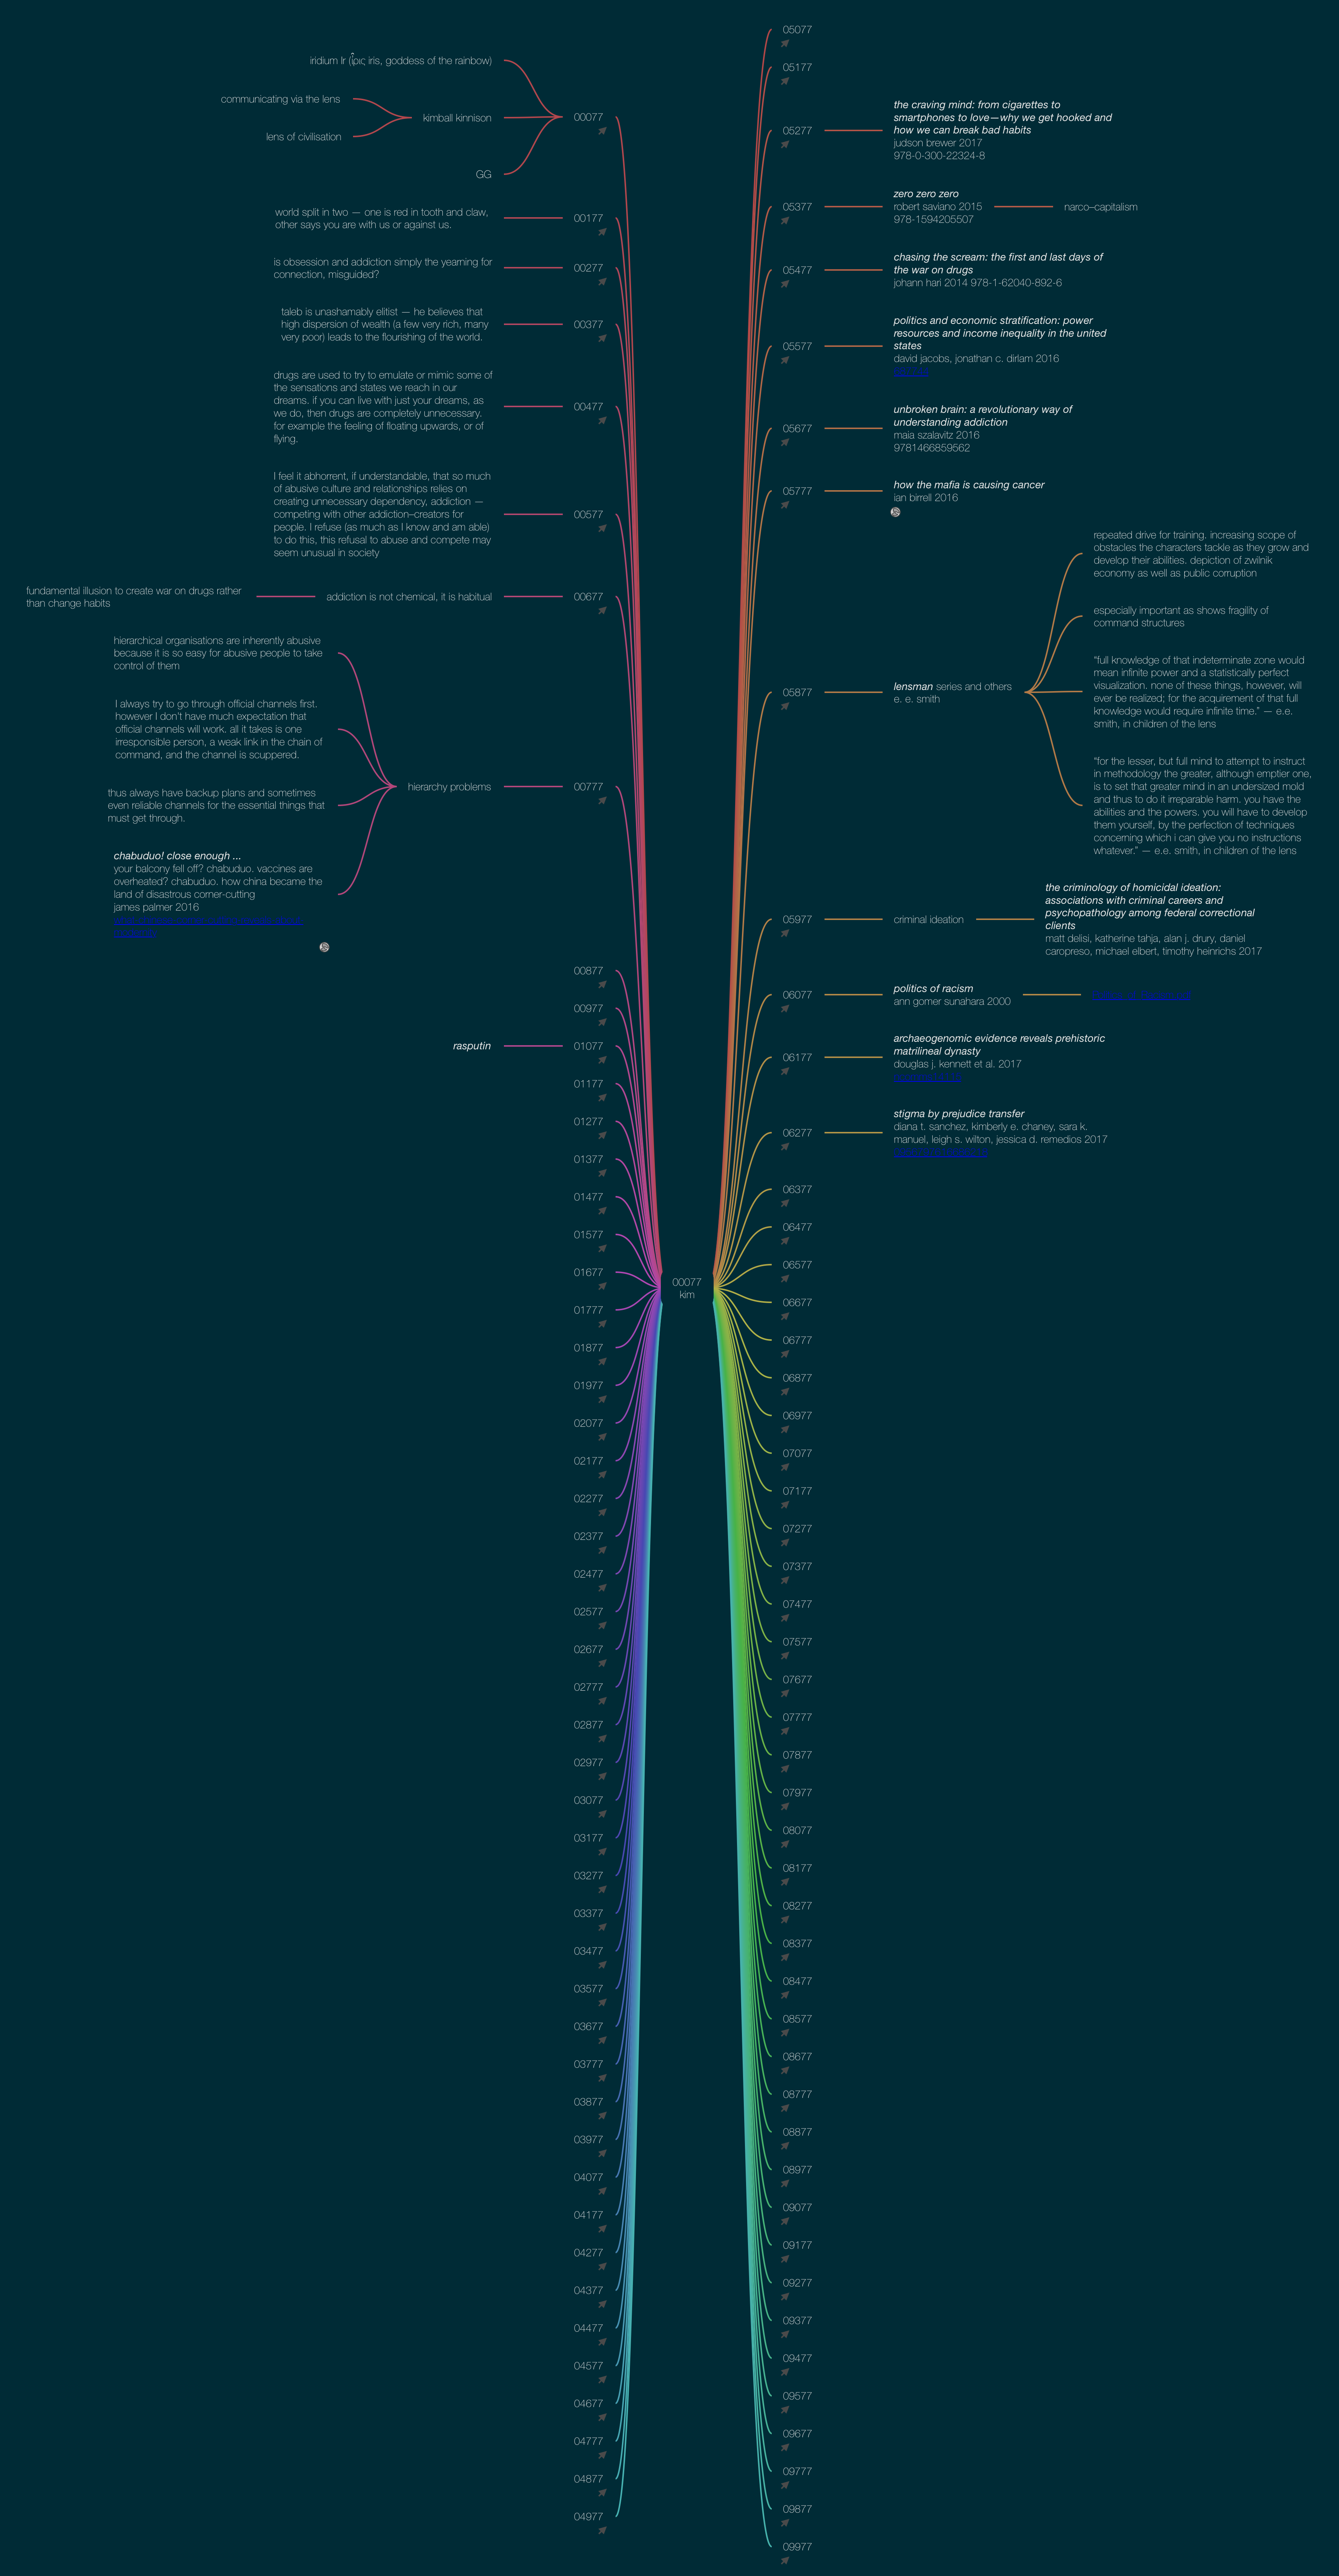 iridium Ir (ἶρις iris, goddess of the rainbow)
communicating via the lens
kimball kinnison
lens of civilisation
GG
00077
world split in two — one is red in tooth and claw,
other says you are with us or against us.
00177
is obsession and addiction simply the yearning for
connection, misguided?
00277
taleb is unashamably elitist — he believes that
high dispersion of wealth (a few very rich, many
very poor) leads to the flourishing of the world.
00377
drugs are used to try to emulate or mimic some of
the sensations and states we reach in our
dreams. if you can live with just your dreams, as
we do, then drugs are completely unnecessary.
for example the feeling of floating upwards, or of
flying.
00477
I feel it abhorrent, if understandable, that so much
of abusive culture and relationships relies on
creating unnecessary dependency, addiction —
competing with other addiction–creators for
people. I refuse (as much as I know and am able)
to do this, this refusal to abuse and compete may
seem unusual in society
00577
fundamental illusion to create war on drugs rather
than change habits
addiction is not chemical, it is habitual
00677
hierarchical organisations are inherently abusive
because it is so easy for abusive people to take
control of them
I always try to go through official channels first.
however I don't have much expectation that
official channels will work. all it takes is one
irresponsible person, a weak link in the chain of
command, and the channel is scuppered.
thus always have backup plans and sometimes
even reliable channels for the essential things that
must get through.
chabuduo! close enough ...
your balcony fell off? chabuduo. vaccines are
overheated? chabuduo. how china became the
land of disastrous corner-cutting
james palmer 2016
hierarchy problems
00777
00877
00977
rasputin
01077
01177
01277
01377
01477
01577
01677
01777
01877
01977
02077
02177
02277
02377
02477
02577
02677
02777
02877
02977
03077
03177
03277
03377
03477
03577
03677
03777
03877
03977
04077
04177
04277
04377
04477
04577
04677
04777
04877
04977
00077
kim
05077
05177
05277
the craving mind: from cigarettes to
smartphones to love—why we get hooked and
how we can break bad habits
judson brewer 2017
978-0-300-22324-8
05377
zero zero zero
robert saviano 2015
978-1594205507
narco–capitalism
05477
chasing the scream: the first and last days of
the war on drugs
johann hari 2014 978-1-62040-892-6
05577
politics and economic stratification: power
resources and income inequality in the united
states
david jacobs, jonathan c. dirlam 2016
05677
unbroken brain: a revolutionary way of
understanding addiction
maia szalavitz 2016
9781466859562
05777
how the mafia is causing cancer
ian birrell 2016
05877
lensman series and others
e. e. smith
repeated drive for training. increasing scope of
obstacles the characters tackle as they grow and
develop their abilities. depiction of zwilnik
economy as well as public corruption
especially important as shows fragility of
command structures
"full knowledge of that indeterminate zone would
mean infinite power and a statistically perfect
visualization. none of these things, however, will
ever be realized; for the acquirement of that full
knowledge would require infinite time." — e.e.
smith, in children of the lens
"for the lesser, but full mind to attempt to instruct
in methodology the greater, although emptier one,
is to set that greater mind in an undersized mold
and thus to do it irreparable harm. you have the
abilities and the powers. you will have to develop
them yourself, by the perfection of techniques
concerning which i can give you no instructions
whatever." — e.e. smith, in children of the lens
05977
criminal ideation
the criminology of homicidal ideation:
associations with criminal careers and
psychopathology among federal correctional
clients
matt delisi, katherine tahja, alan j. drury, daniel
caropreso, michael elbert, timothy heinrichs 2017
06077
politics of racism
ann gomer sunahara 2000
06177
archaeogenomic evidence reveals prehistoric
matrilineal dynasty
douglas j. kennett et al. 2017
06277
stigma by prejudice transfer
diana t. sanchez, kimberly e. chaney, sara k.
manuel, leigh s. wilton, jessica d. remedios 2017
06377
06477
06577
06677
06777
06877
06977
07077
07177
07277
07377
07477
07577
07677
07777
07877
07977
08077
08177
08277
08377
08477
08577
08677
08777
08877
08977
09077
09177
09277
09377
09477
09577
09677
09777
09877
09977